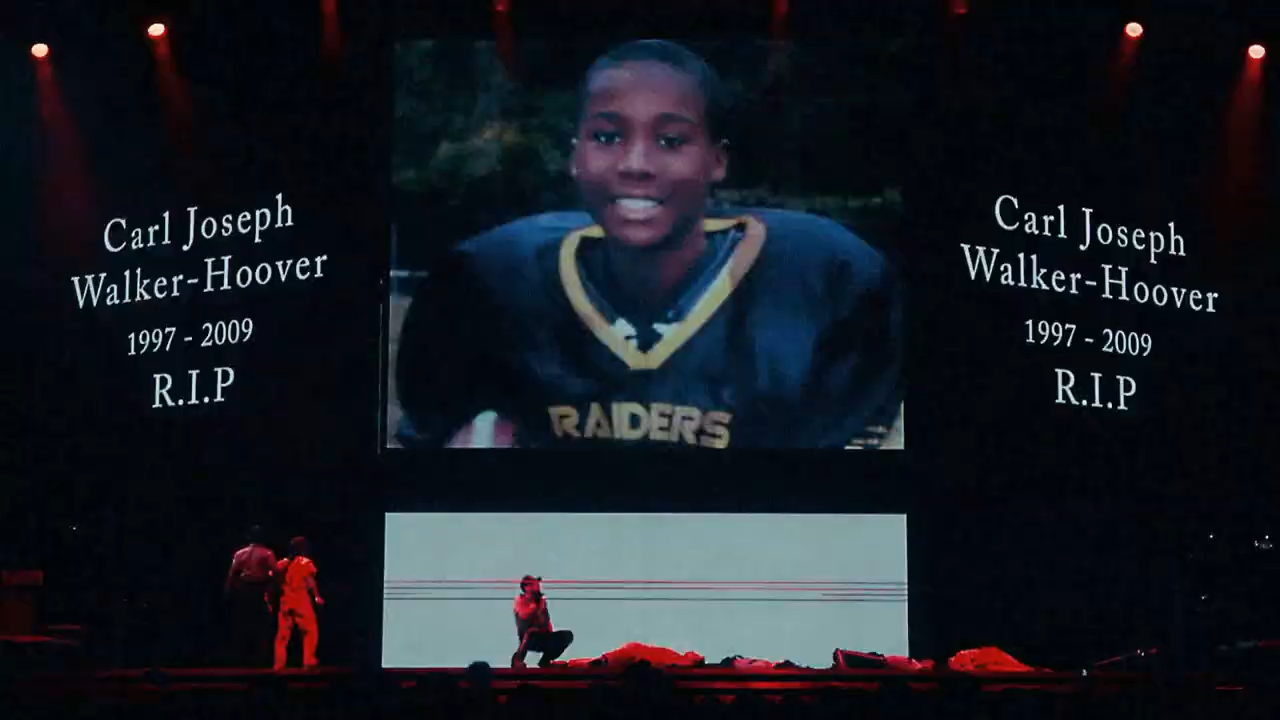 Carl Joseph
Walker-Hoover
1997 - 2009
R.I.P
RAIDERS
Carl Joseph
Walker-Hoover
1997 - 2009
R.I.P